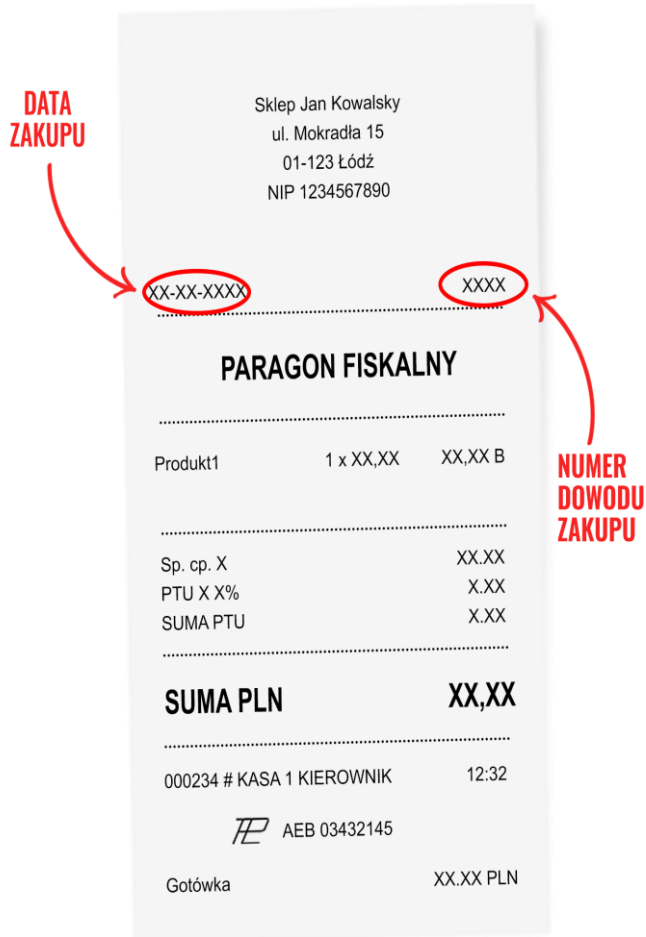 DATA
ZAKUPU
Sklep Jan Kowalsky
ul. Mokradła 15
01-123 Łódź
NIP 1234567890
XX-XX-XXXX XXXX
PARAGON FISKALNY
Produkt1 1 x XX,XX XX,XX B
NUMER
DOWODU
ZAKUPU
Sp. cp. X XX.XX
PTU X X% X.XX
SUMA PTU X.XX
SUMA PLN XX,XX
000234 # KASA 1 KIEROWNIK 12:32
AEB 03432145
Gotówka XX.XX PLN